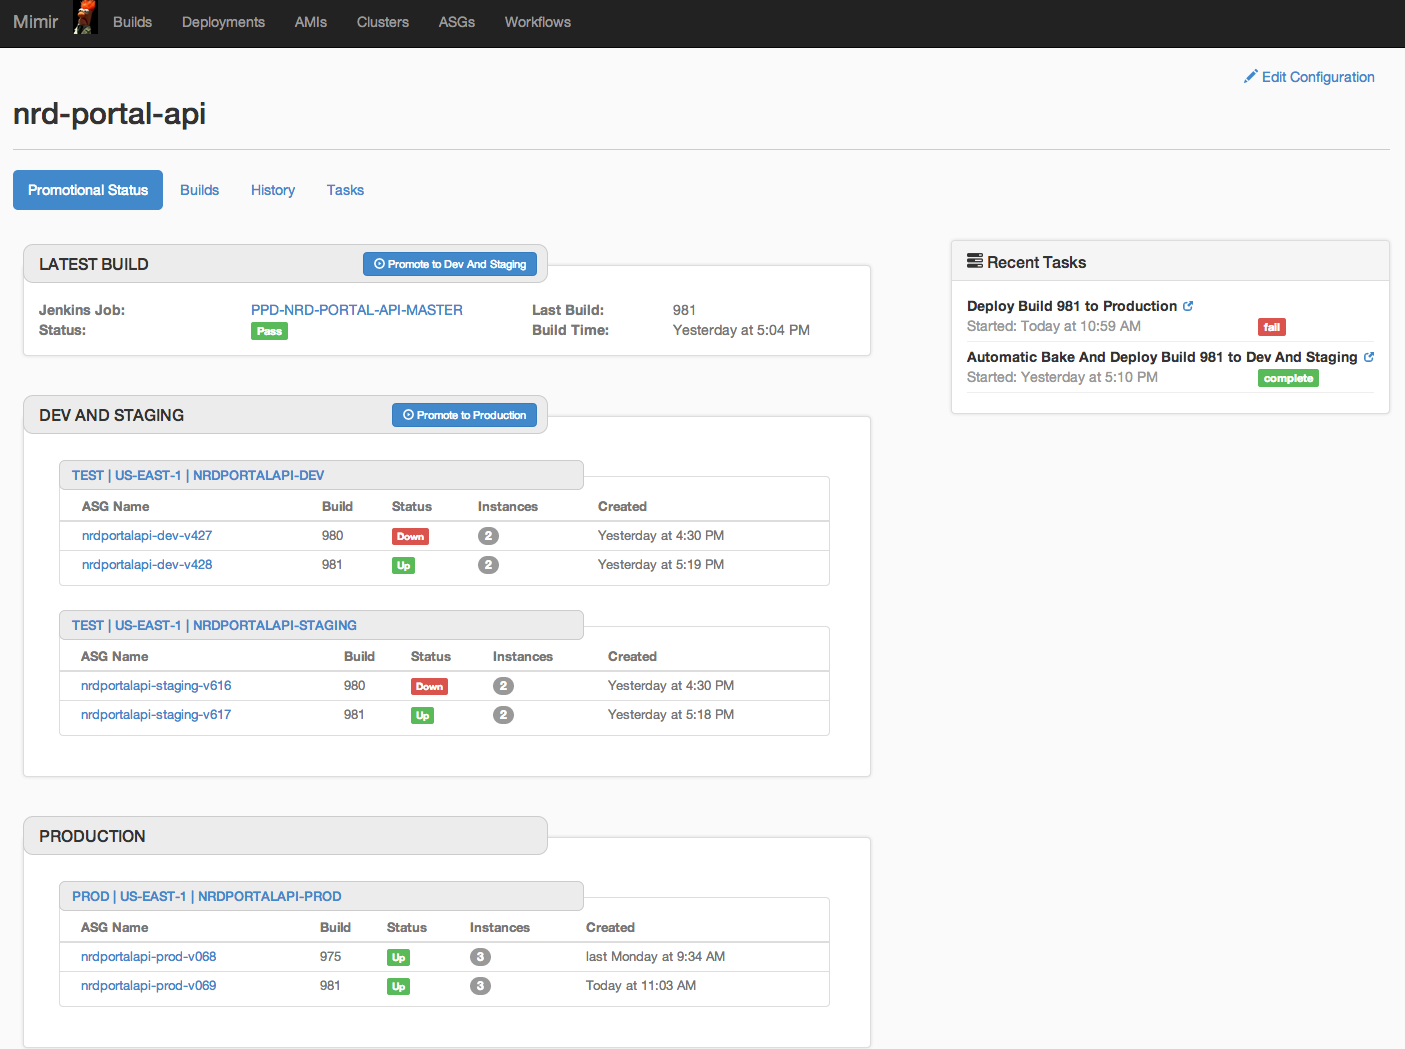 Mimir Builds Deployments AMIs Clusters ASGs Workflows
Edit Configuration
nrd-portal-api
Promotional Status Builds History Tasks
LATEST BUILD Promote to Dev And Staging
Jenkins Job: PPD-NRD-PORTAL-API-MASTER Last Build: 981
Status: Pass Build Time: Yesterday at 5:04 PM
DEV AND STAGING Promote to Production
TEST | US-EAST-1 | NRDPORTALAPI-DEV
ASG Name Build Status Instances Created
nrdportalapi-dev-v427 980 Down 2 Yesterday at 4:30 PM
nrdportalapi-dev-v428 981 Up 2 Yesterday at 5:19 PM
TEST | US-EAST-1 | NRDPORTALAPI-STAGING
ASG Name Build Status Instances Created
nrdportalapi-staging-v616 980 Down 2 Yesterday at 4:30 PM
nrdportalapi-staging-v617 981 Up 2 Yesterday at 5:18 PM
PRODUCTION
PROD | US-EAST-1 | NRDPORTALAPI-PROD
ASG Name Build Status Instances Created
nrdportalapi-prod-v068 975 Up 3 last Monday at 9:34 AM
nrdportalapi-prod-v069 981 Up 3 Today at 11:03 AM
Recent Tasks
Deploy Build 981 to Production
Started: Today at 10:59 AM fail
Automatic Bake And Deploy Build 981 to Dev And Staging
Started: Yesterday at 5:10 PM complete